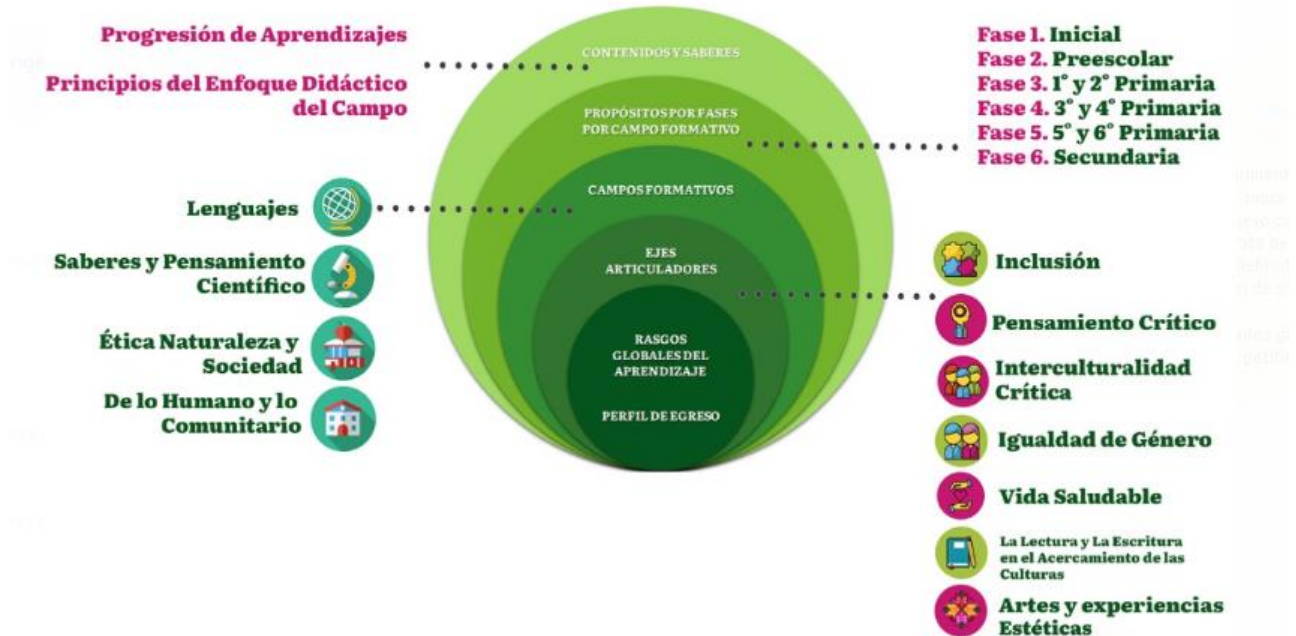 Progresión de Aprendizajes
Principios del Enfoque Didáctico
del Campo
CONTENIDOS Y SABERES
PROPÓSITOS POR FASES
POR CAMPO FORMATIVO
CAMPOS FORMATIVOS
EJES
ARTICULADORES
RASGOS
GLOBALES DEL
APRENDIZAJE
PERFIL DE EGRESO
Fase 1. Inicial
Fase 2. Preescolar
Fase 3. 1° y 2° Primaria
Fase 4. 3° y 4° Primaria
Fase 5. 5° y 6° Primaria
Fase 6. Secundaria
Lenguajes
Saberes y Pensamiento
Científico
Ética Naturaleza y
Sociedad
De lo Humano y lo
Comunitario
Inclusión
Pensamiento Crítico
Interculturalidad
Crítica
Igualdad de Género
Vida Saludable
La Lectura y La Escritura
en el Acercamiento de las
Culturas
Artes y experiencias
Estéticas